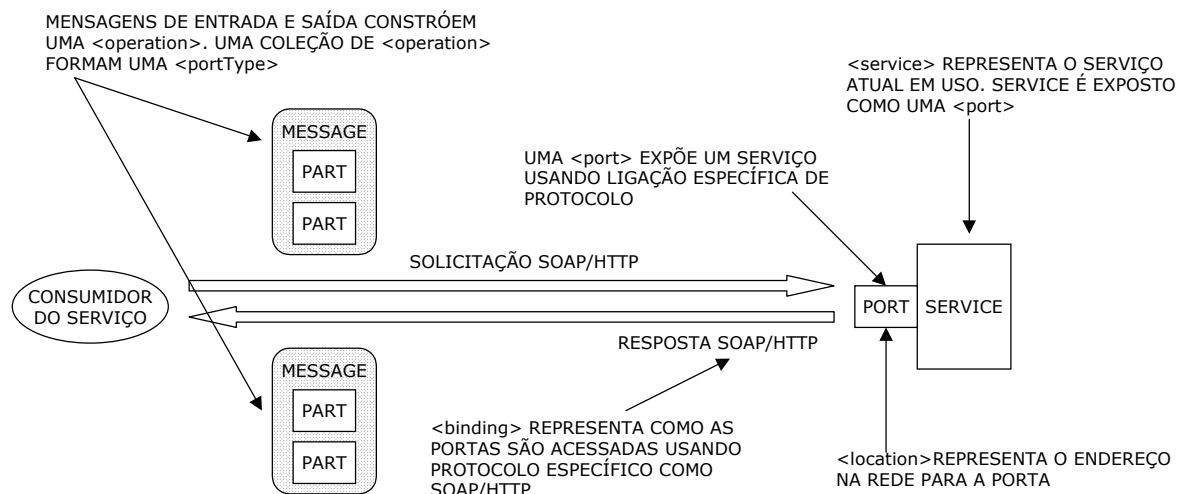 MENSAGENS DE ENTRADA E SAÍDA CONSTRÓEM
UMA <operation>. UMA COLEÇÃO DE <operation>
FORMAM UMA <portType>
<service> REPRESENTA O SERVIÇO
ATUAL EM USO. SERVICE É EXPOSTO
COMO UMA <port>
MESSAGE
PART
PART
UMA <port> EXPÕE UM SERVIÇO
USANDO LIGAÇÃO ESPECÍFICA DE
PROTOCOLO
SOLICITAÇÃO SOAP/HTTP
CONSUMIDOR
DO SERVIÇO
PORT
SERVICE
RESPOSTA SOAP/HTTP
MESSAGE
PART
PART
<binding> REPRESENTA COMO AS
PORTAS SÃO ACESSADAS USANDO
PROTOCOLO ESPECÍFICO COMO
SOAP/HTTP
<location>REPRESENTA O ENDEREÇO
NA REDE PARA A PORTA